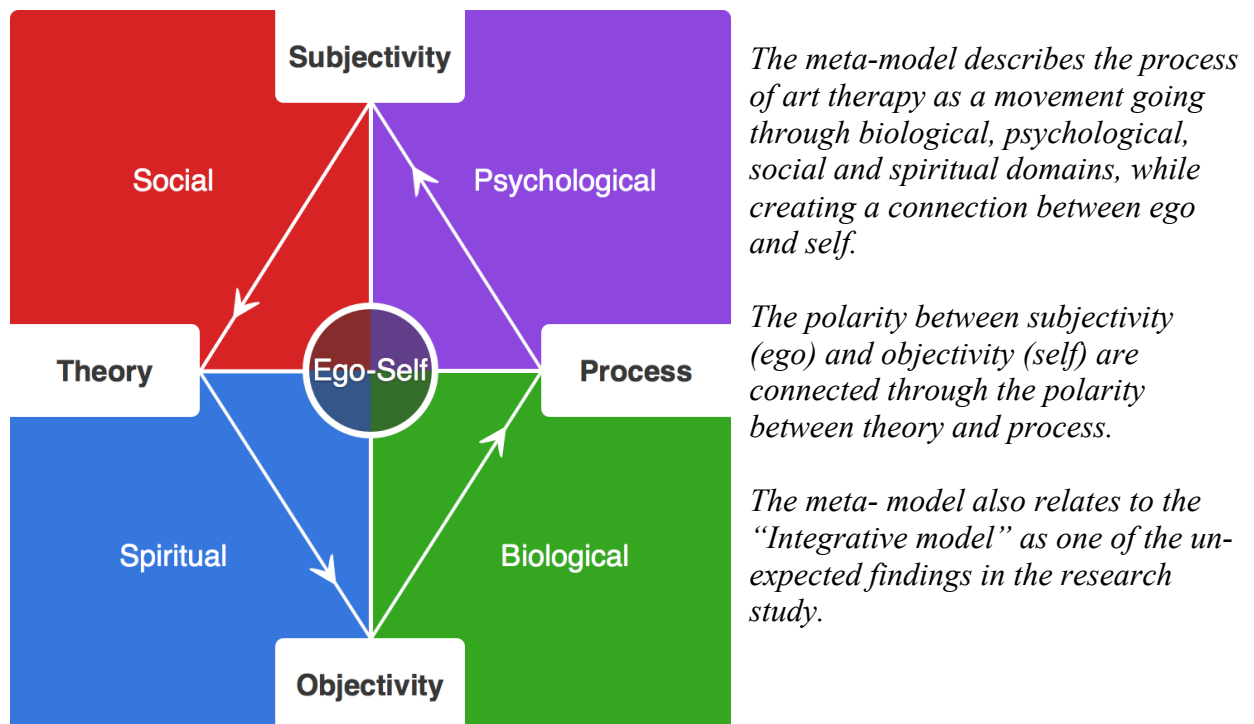 Subjectivity
Social
Psychological
Theory
Ego-Self
Process
Spiritual
Biological
Objectivity
The meta-model describes the process
of art therapy as a movement going
through biological, psychological,
social and spiritual domains, while
creating a connection between ego
and self.
The polarity between subjectivity
(ego) and objectivity (self) are
connected through the polarity
between theory and process.
The meta- model also relates to the
“Integrative model” as one of the un-
expected findings in the research
study.